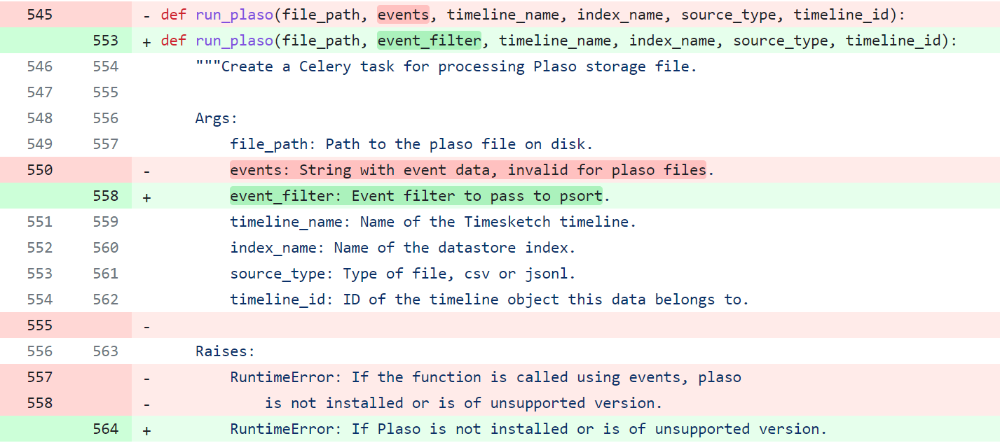 545 - def run_plaso(file_path, events, timeline_name, index_name, source_type, timeline_id):
553 + def run_plaso(file_path, event_filter, timeline_name, index_name, source_type, timeline_id):
546 554 """Create a Celery task for processing Plaso storage file.
547 555
548 556 Args:
549 557 file_path: Path to the plaso file on disk.
550 - events: String with event data, invalid for plaso files.
558 + event_filter: Event filter to pass to psort.
551 559 timeline_name: Name of the Timesketch timeline.
552 560 index_name: Name of the datastore index.
553 561 source_type: Type of file, csv or jsonl.
554 562 timeline_id: ID of the timeline object this data belongs to.
555 -
556 563 Raises:
557 - RuntimeError: If the function is called using events, plaso
558 - is not installed or is of unsupported version.
564 + RuntimeError: If Plaso is not installed or is of unsupported version.